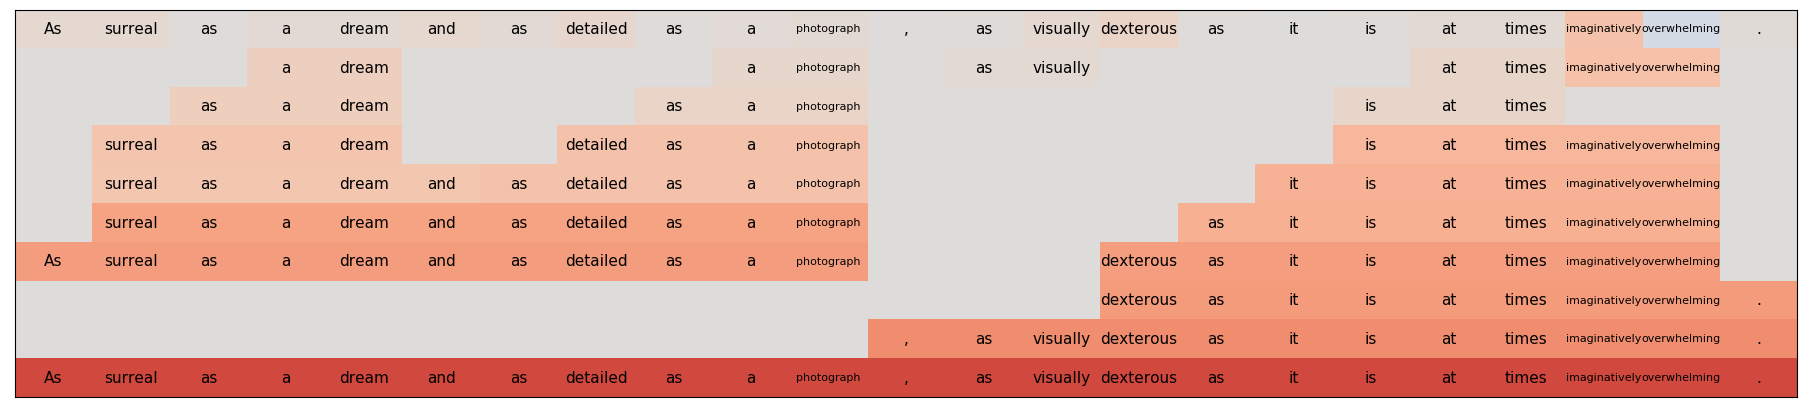 As surreal as a dream and as detailed as a photograph , as visually dexterous as it is at times imaginatively overwhelming .
a dream a photograph as visually at times imaginatively overwhelming
as a dream as a photograph is at times
surreal as a dream detailed as a photograph is at times imaginatively overwhelming
surreal as a dream and as detailed as a photograph it is at times imaginatively overwhelming
surreal as a dream and as detailed as a photograph as it is at times imaginatively overwhelming
As surreal as a dream and as detailed as a photograph dexterous as it is at times imaginatively overwhelming
dexterous as it is at times imaginatively overwhelming .
, as visually dexterous as it is at times imaginatively overwhelming .
As surreal as a dream and as detailed as a photograph , as visually dexterous as it is at times imaginatively overwhelming .